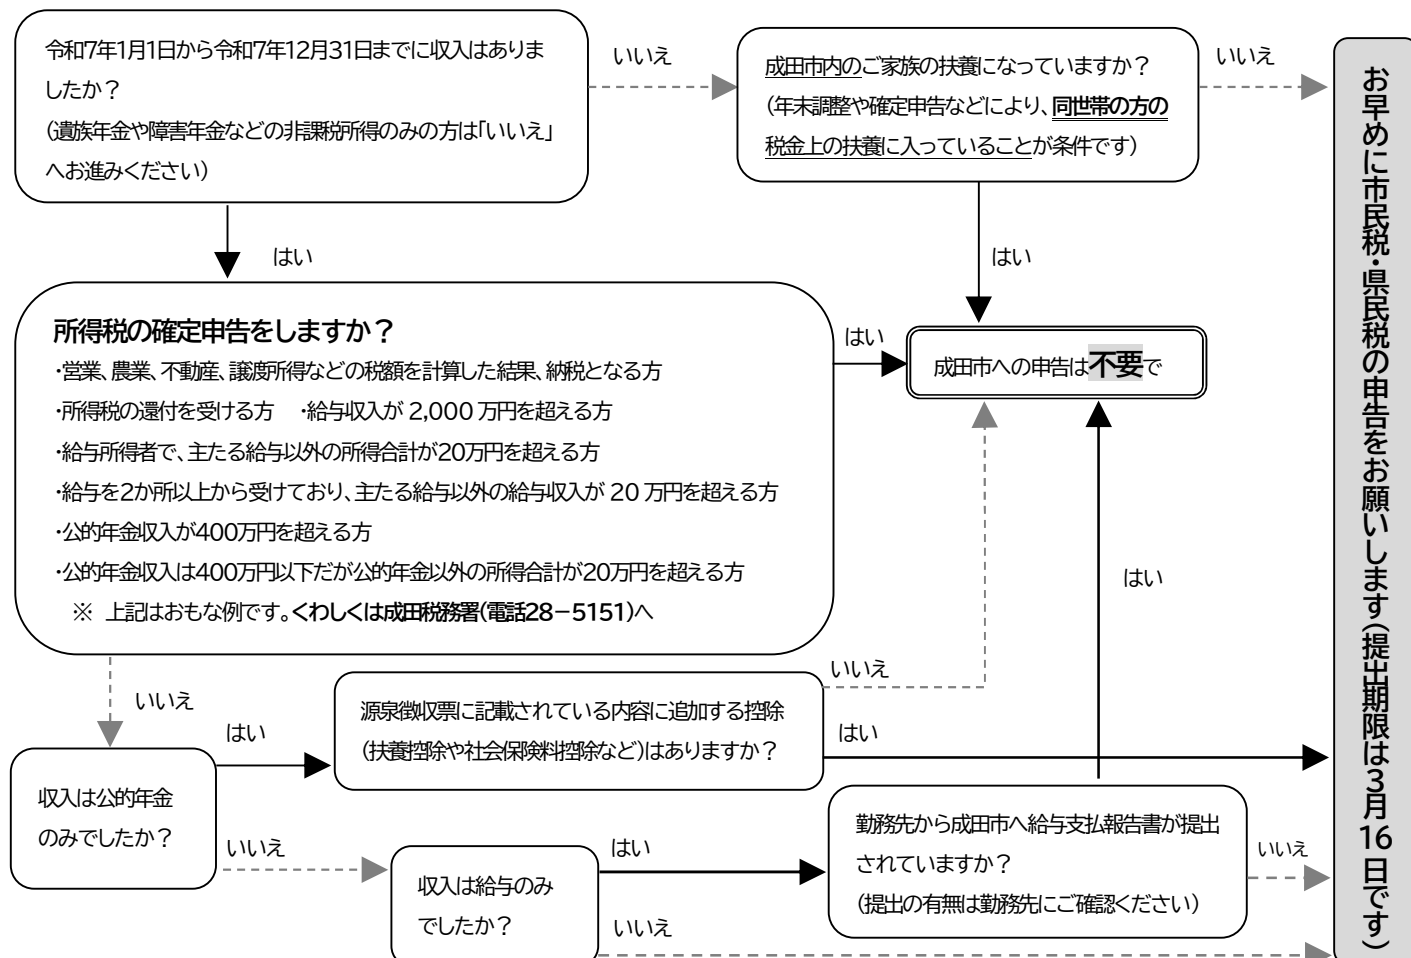 令和7年1月1日から令和7年12月31日までに収入はありま
したか？
（遺族年金や障害年金などの非課税所得のみの方は「いいえ」
へお進みください）
いいえ
成田市内のご家族の扶養になっていますか？
（年末調整や確定申告などにより、同世帯の方の
税金上の扶養に入っていることが条件です）
いいえ
はい
はい
所得税の確定申告をしますか？
・営業、農業、不動産、譲渡所得などの税額を計算した結果、納税となる方
・所得税の還付を受ける方　・給与収入が 2,000 万円を超える方
・給与所得者で、主たる給与以外の所得合計が20万円を超える方
・給与を2か所以上から受けており、主たる給与以外の給与収入が 20 万円を超える方
・公的年金収入が400万円を超える方
・公的年金収入は400万円以下だが公的年金以外の所得合計が20万円を超える方
※　上記はおもな例です。くわしくは成田税務署(電話28－5151)へ
はい
成田市への申告は不要で
いいえ
収入は公的年金
のみでしたか？
はい
源泉徴収票に記載されている内容に追加する控除
（扶養控除や社会保険料控除など）はありますか？
いいえ
はい
いいえ
収入は給与のみ
でしたか？
はい
勤務先から成田市へ給与支払報告書が提出
されていますか？
（提出の有無は勤務先にご確認ください）
はい
いいえ
いいえ
お早めに市民税・県民税の申告をお願いします（提出期限は3月16日です）